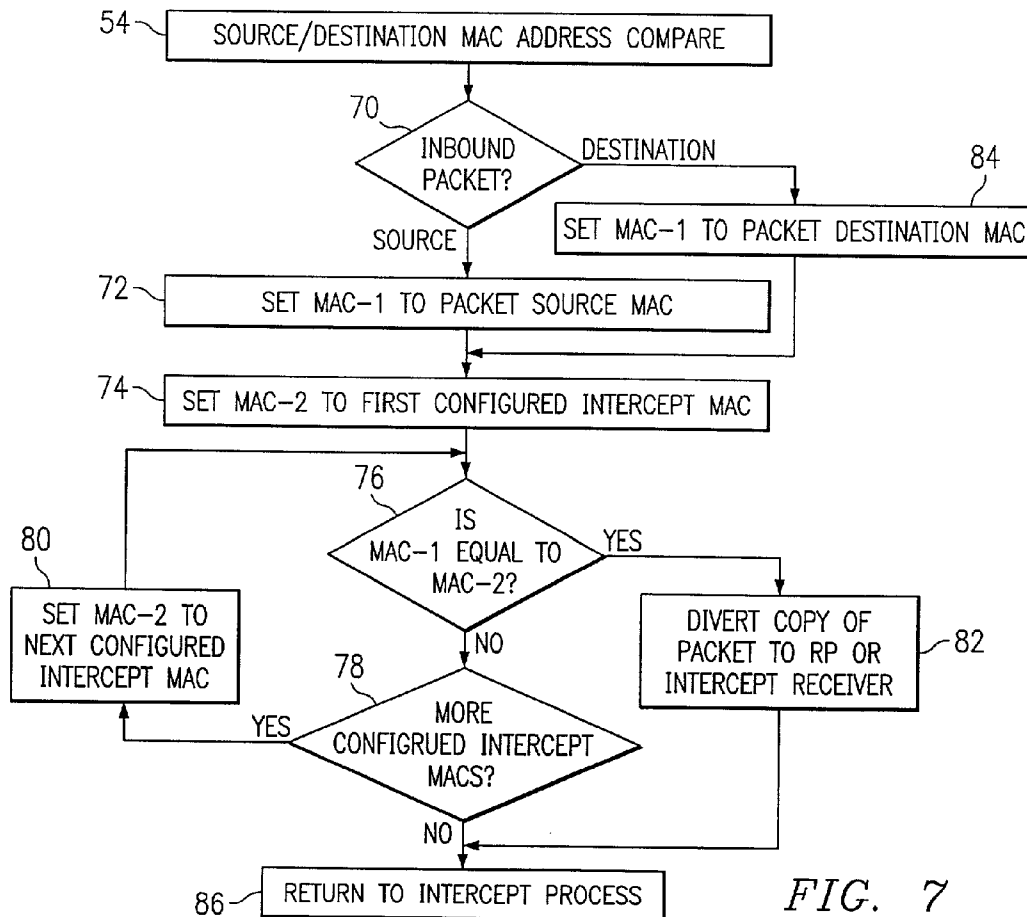 54
SOURCE/DESTINATION MAC ADDRESS COMPARE
70
INBOUND
PACKET?
DESTINATION
84
SET MAC-1 TO PACKET DESTINATION MAC
SOURCE
72
SET MAC-1 TO PACKET SOURCE MAC
74
SET MAC-2 TO FIRST CONFIGURED INTERCEPT MAC
76
IS
MAC-1 EQUAL TO
MAC-2?
YES
80
SET MAC-2 TO
NEXT CONFIGURED
INTERCEPT MAC
NO
DIVERT COPY OF
PACKET TO RP OR
INTERCEPT RECEIVER
82
78
MORE
CONFIGRUED INTERCEPT
MACS?
YES
NO
86
RETURN TO INTERCEPT PROCESS
FIG. 7